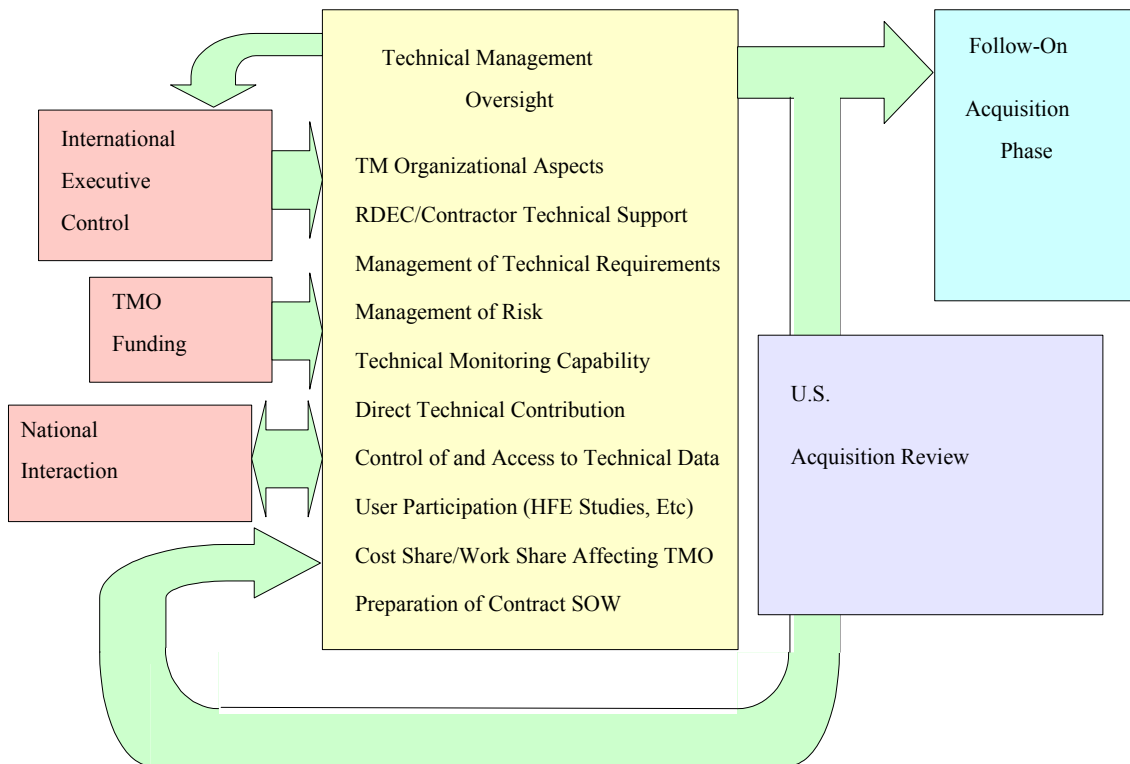 Technical Management
Oversight
TM Organizational Aspects
RDEC/Contractor Technical Support
Management of Technical Requirements
Management of Risk
Technical Monitoring Capability
Direct Technical Contribution
Control of and Access to Technical Data
User Participation (HFE Studies, Etc)
Cost Share/Work Share Affecting TMO
Preparation of Contract SOW
International
Executive
Control
TMO
Funding
National
Interaction
Follow-On
Acquisition
Phase
U.S.
Acquisition Review